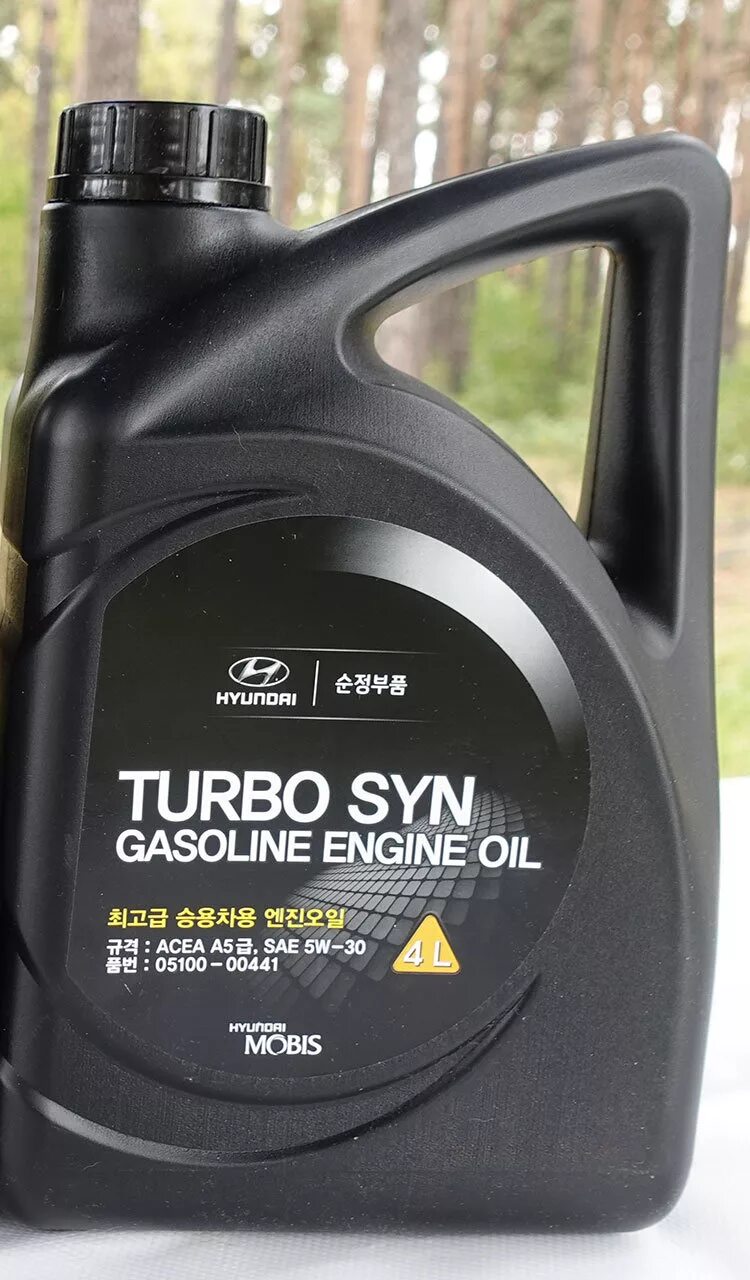 HYUNDAI 순정부품
TURBO SYN
GASOLINE ENGINE OIL
최고급 승용차용 엔진오일
규격 : ACEA A5급, SAE 5W-30
품번 : 05100-00441
4 L
HYUNDAI
MOBIS